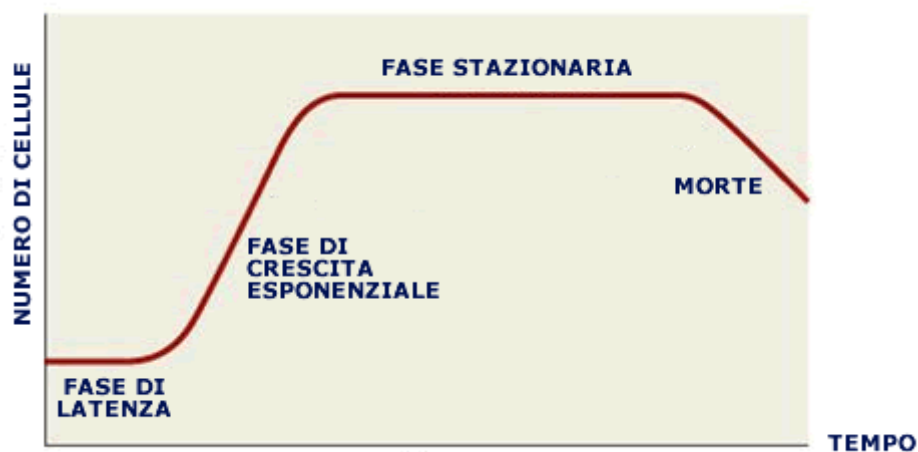 NUMERO DI CELLULE
FASE STAZIONARIA
MORTE
FASE DI
CRESCITA
ESPONENZIALE
FASE DI
LATENZA
TEMPO